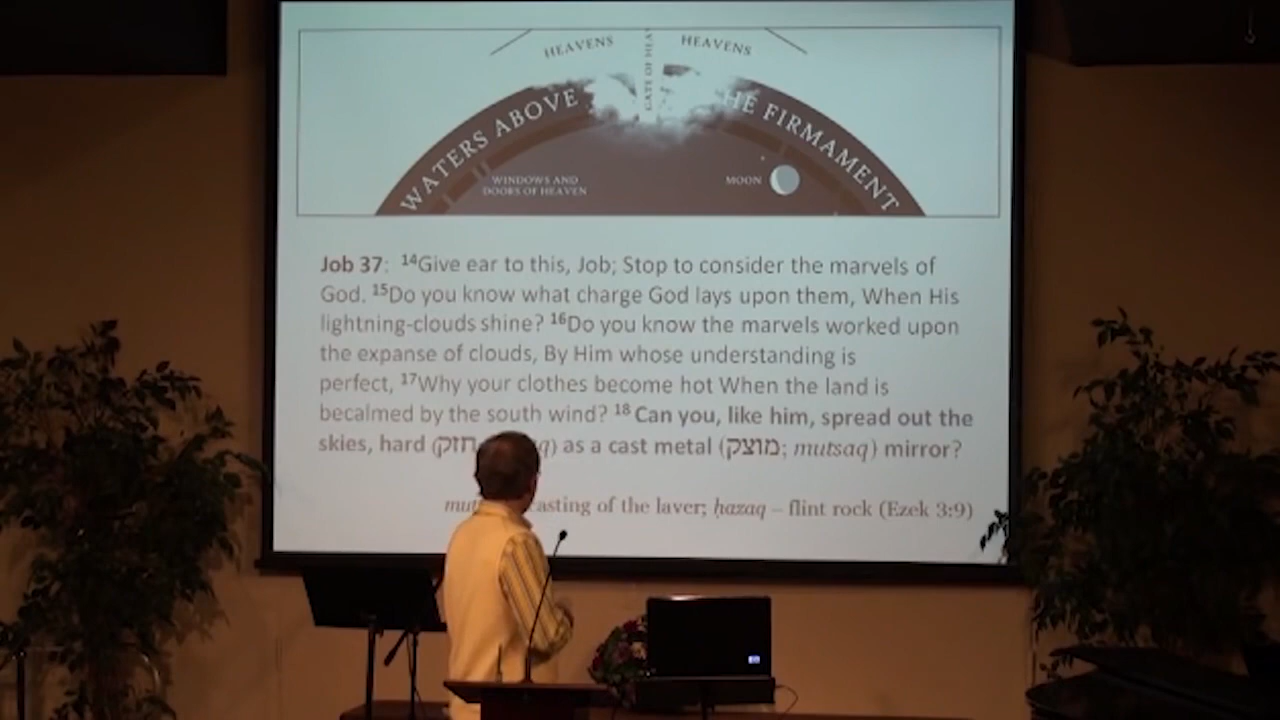 HEAVENS
HEAVENS
GATE OF HEA
WATERS ABOVE
HE FIRMAMENT
WINDOWS AND
DOORS OF HEAVEN
MOON
Job 37: ¹⁴Give ear to this, Job; Stop to consider the marvels of
God. ¹⁵Do you know what charge God lays upon them, When His
lightning-clouds shine? ¹⁶Do you know the marvels worked upon
the expanse of clouds, By Him whose understanding is
perfect, ¹⁷Why your clothes become hot When the land is
becalmed by the south wind? ¹⁸ Can you, like him, spread out the
skies, hard (חזק q) as a cast metal (מוצק; mutsaq) mirror?
mut asting of the laver; ḥazaq – flint rock (Ezek 3:9)